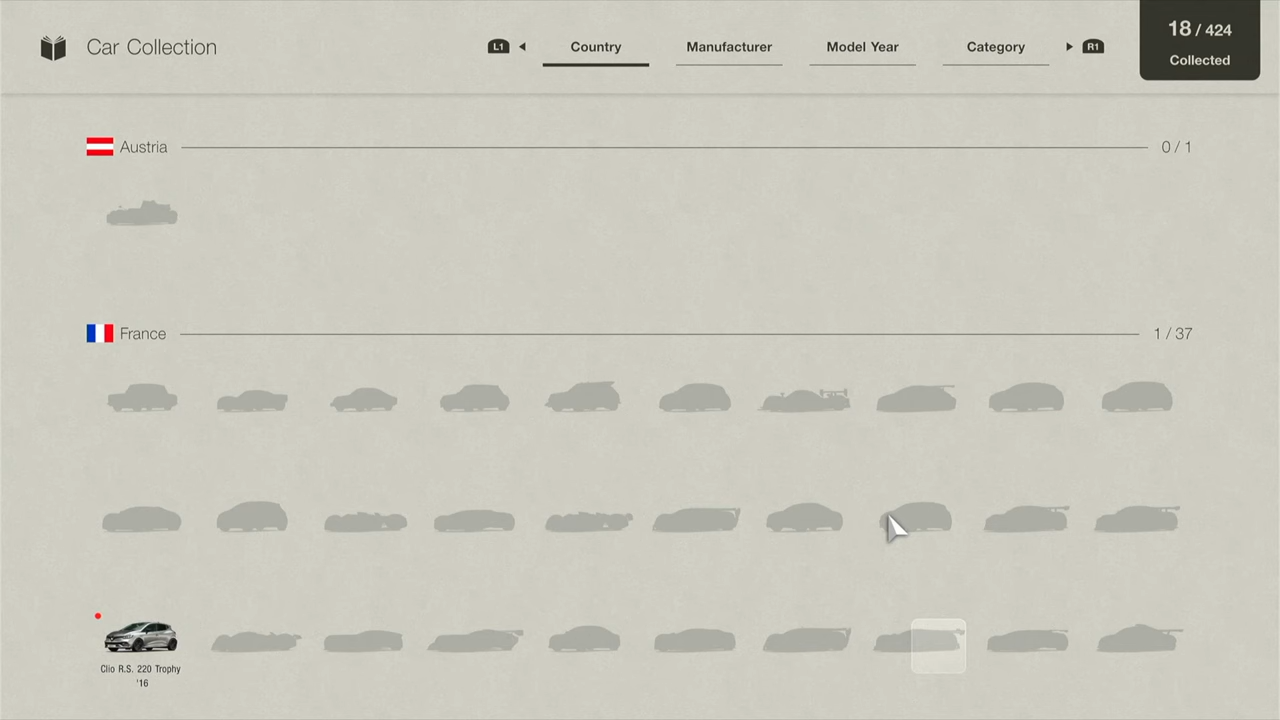 Car Collection
L1
Country
Manufacturer
Model Year
Category
R1
18 / 424
Collected
Austria
0 / 1
France
1 / 37
Clio R.S. 220 Trophy
'16